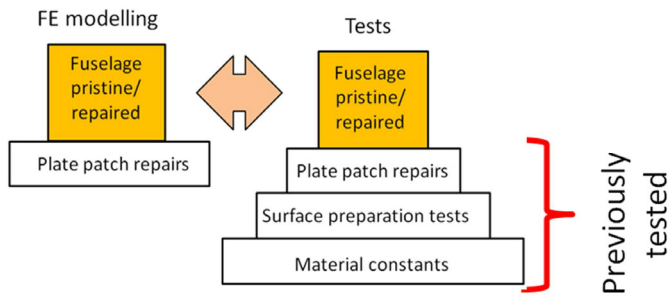 FE modelling
Fuselage
pristine/
repaired
Plate patch repairs
Tests
Fuselage
pristine/
repaired
Plate patch repairs
Surface preparation tests
Material constants
Previously
tested